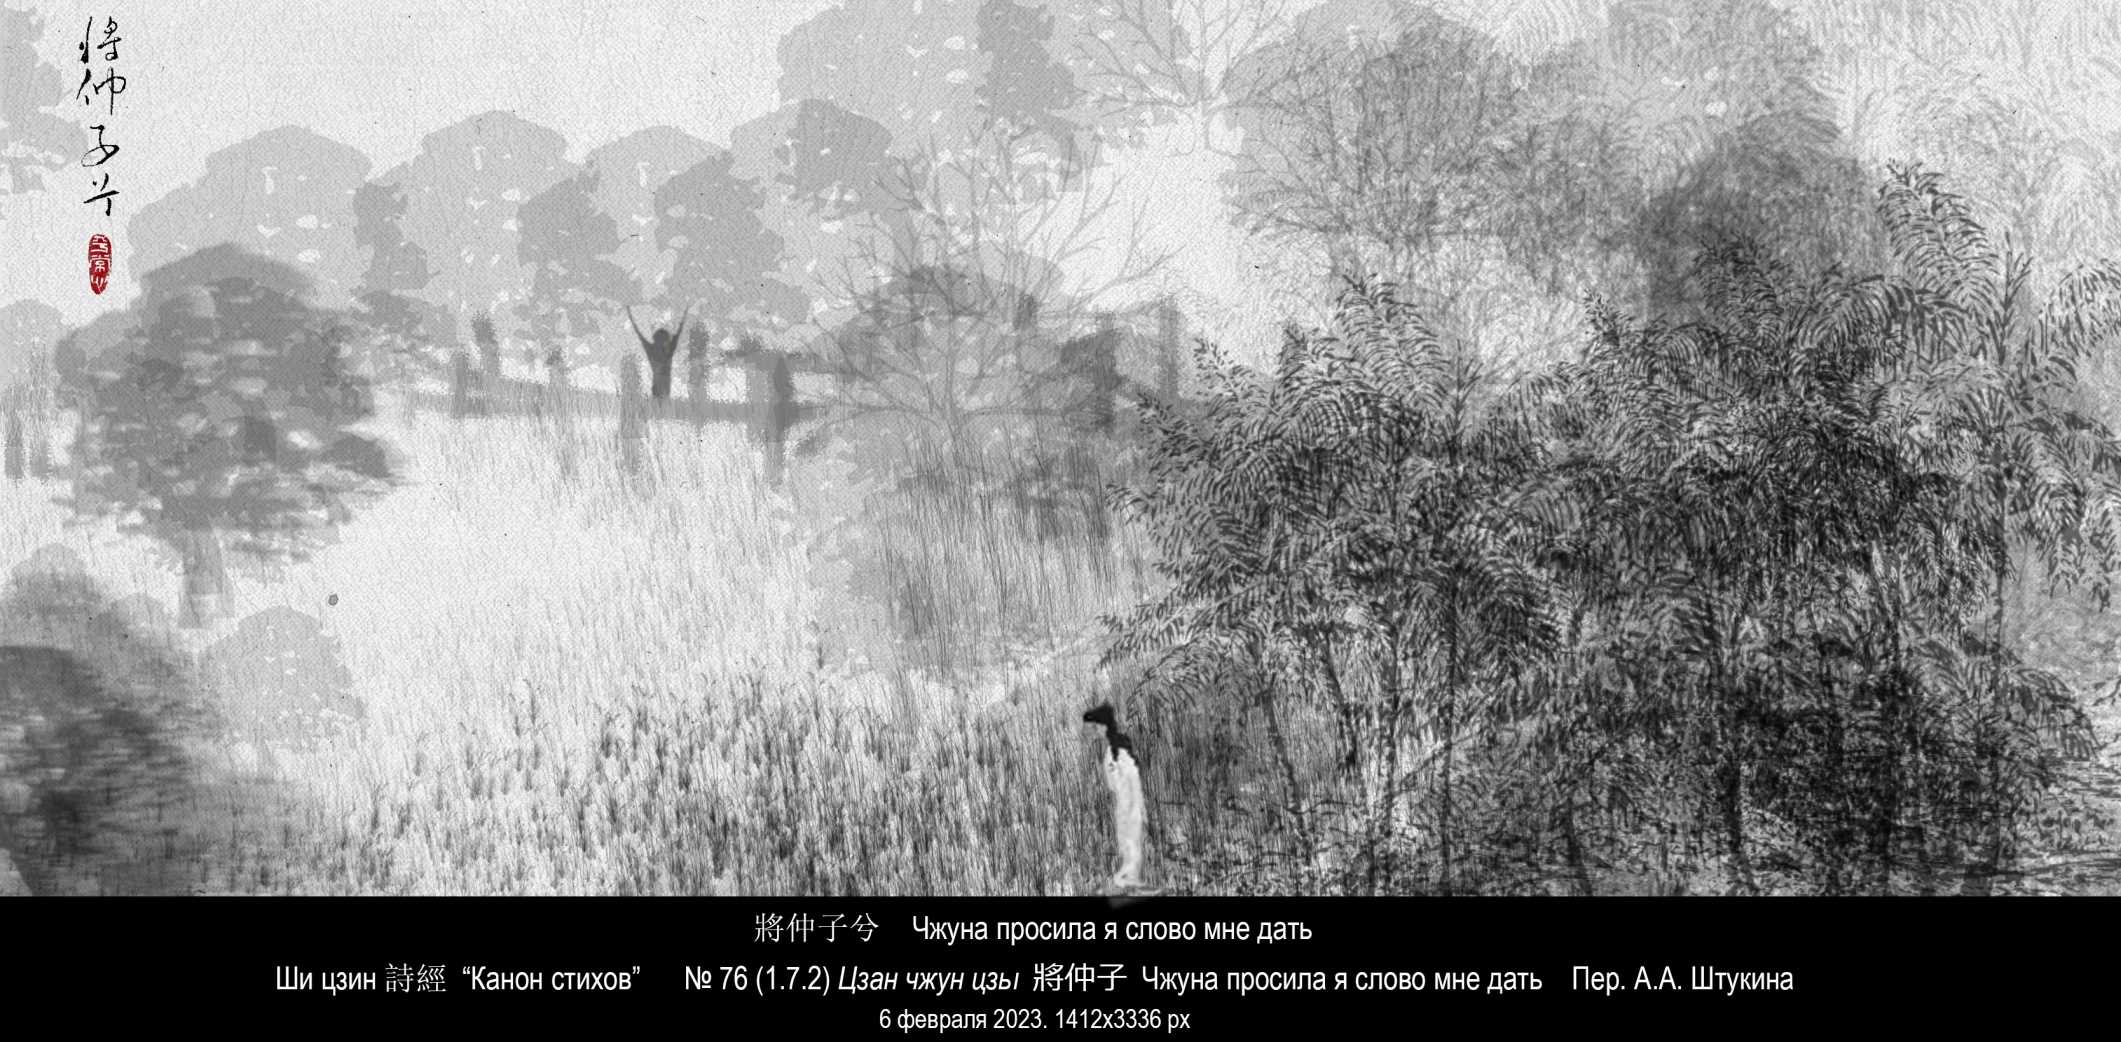 將仲子兮
將仲子兮 Чжуна просила я слово мне дать
Ши цзин 詩經 “Канон стихов” № 76 (1.7.2) Цзан чжун цзы 將仲子 Чжуна просила я слово мне дать Пер. А.А. Штукина
6 февраля 2023. 1412x3336 px